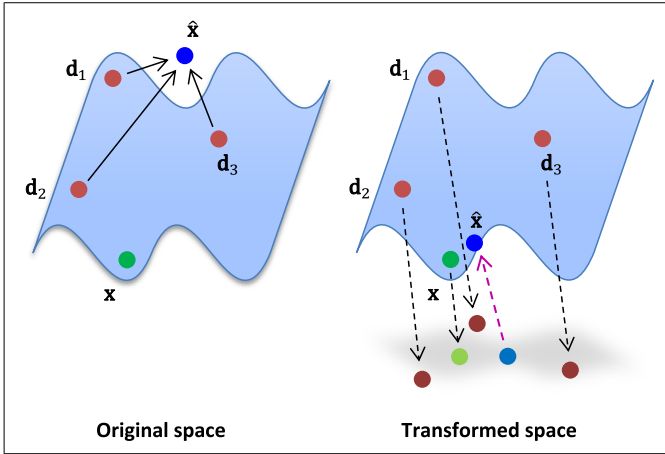 x̂
d₁
d₂
d₃
x
Original space
d₁
d₂
d₃
x̂
x
Transformed space